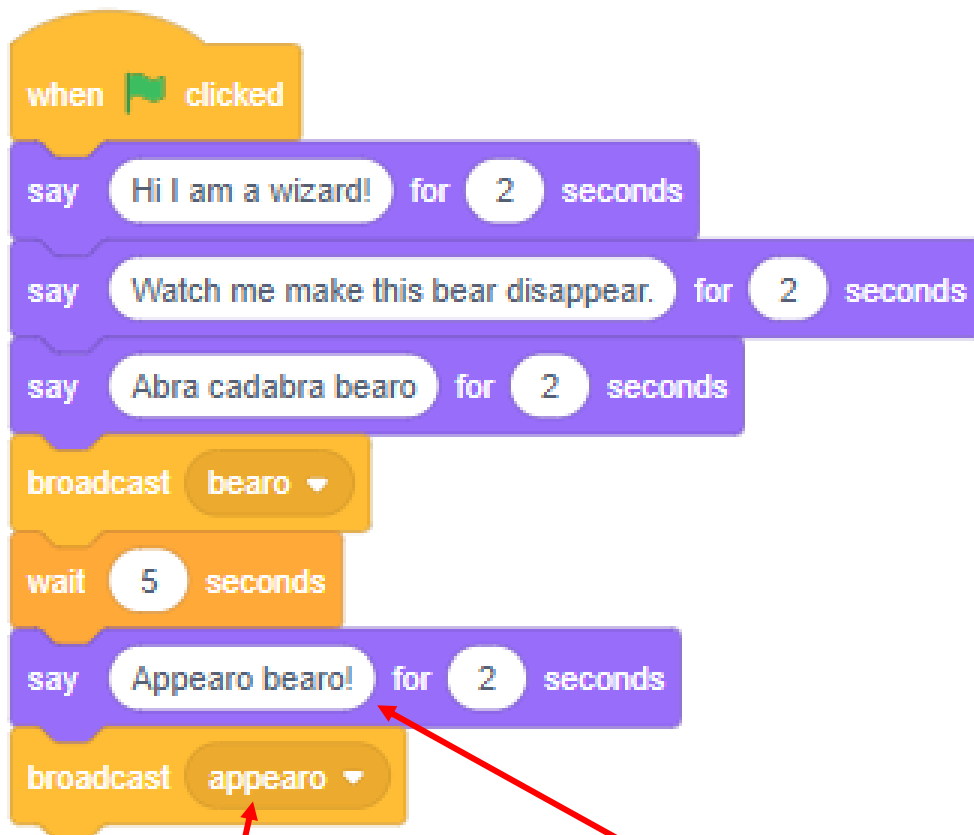 when clicked
say Hi I am a wizard! for 2 seconds
say Watch me make this bear disappear. for 2 seconds
say Abra cadabra bearo for 2 seconds
broadcast bearo
wait 5 seconds
say Appearo bearo! for 2 seconds
broadcast appearo